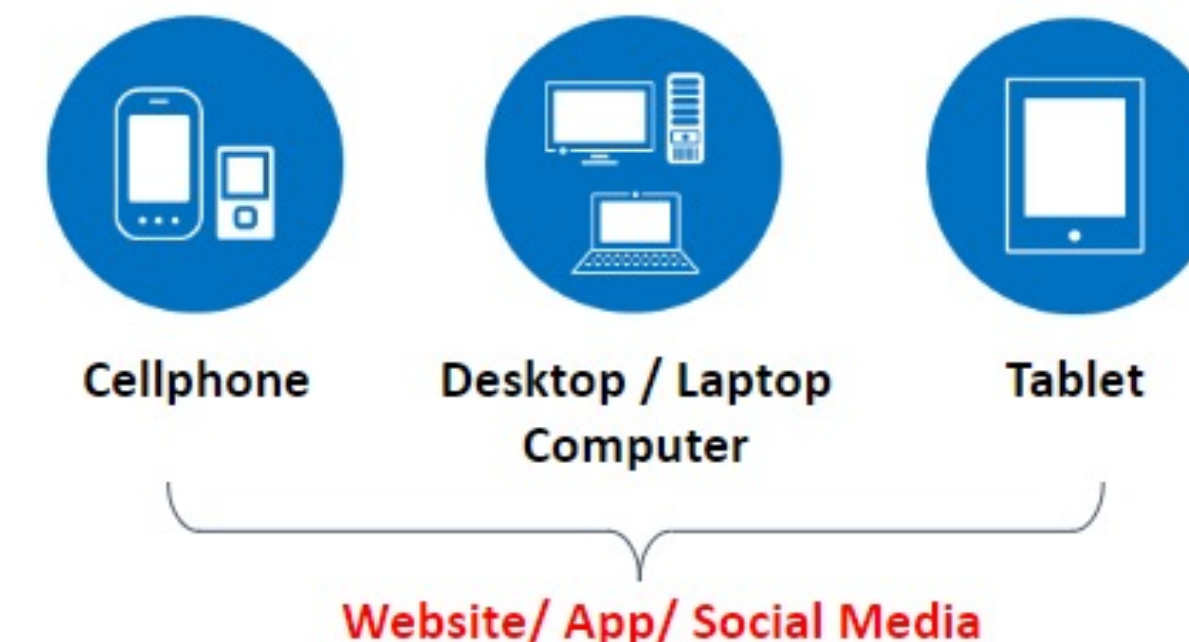 Cellphone
Desktop / Laptop
Computer
Tablet
Website/ App/ Social Media